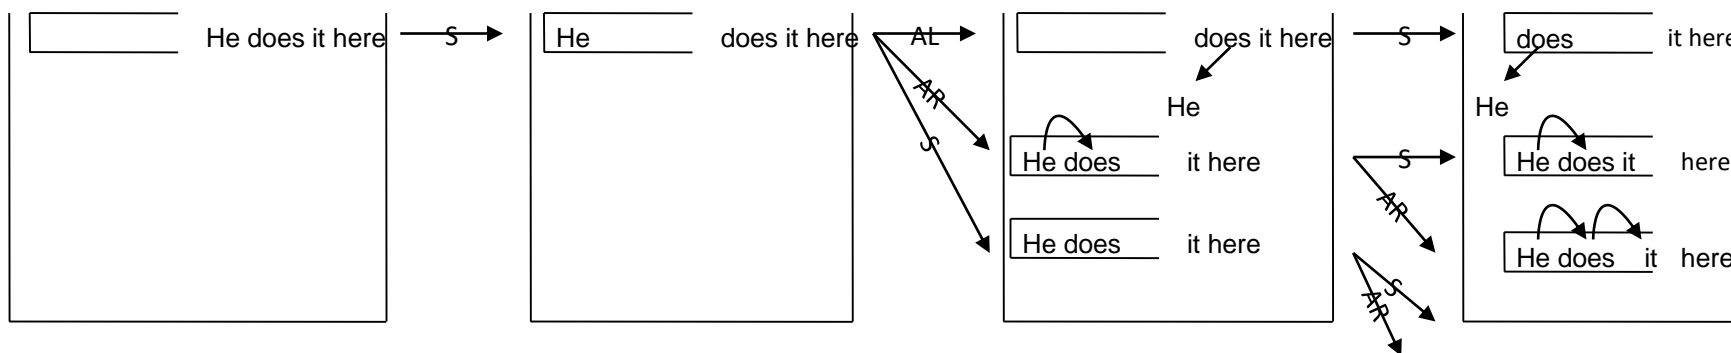 He does it here S He does it here AL does it here S does it here
He He
AR
S
He does it here S He does it here
AR
He does it here He does it here
S
AR